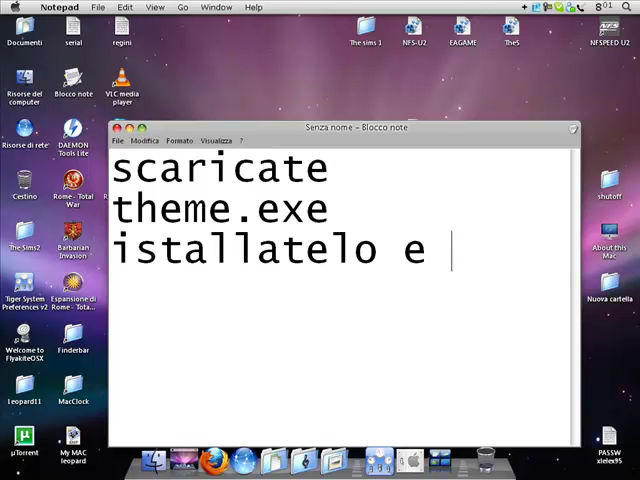 Notepad File Edit View Go Window Help 8:01
Documenti serial regini The sims 1 NFS-U2 EAGAME TheS NFSPEED U2
Risorse del computer Blocco note VLC media player
Senza nome – Blocco note
File Modifica Formato Visualizza ?
scaricate
theme.exe
istallatelo e
Risorse di rete DAEMON Tools Lite
Cestino Rome - Total War shutoff
The Sims2 Barbarian Invasion About this Mac
Tiger System Preferences v2 Espansione di Rome - Tota... Nuova cartella
Welcome to FlyakiteOSX Finderbar
Leopard11 MacClock
µTorrent My MAC leopard PASSW xlelex95